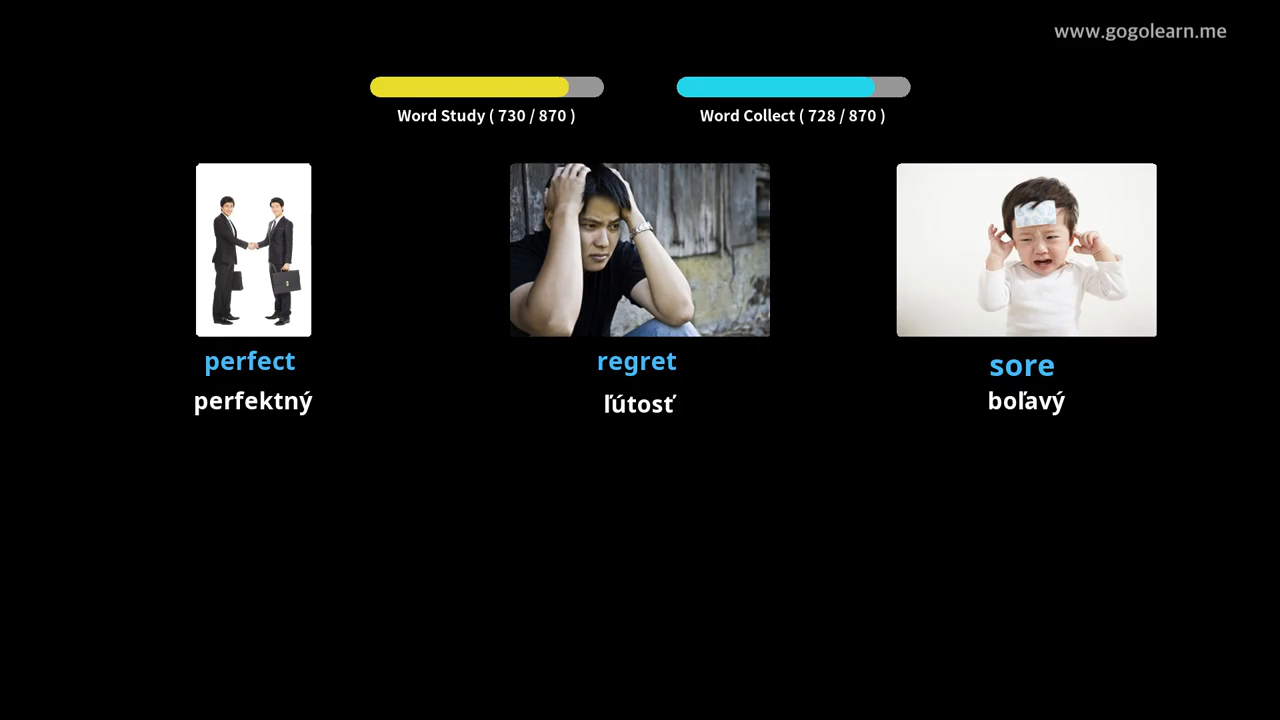 www.gogolearn.me
Word Study ( 730 / 870 )
Word Collect ( 728 / 870 )
perfect
perfektný
regret
ľútosť
sore
boľavý